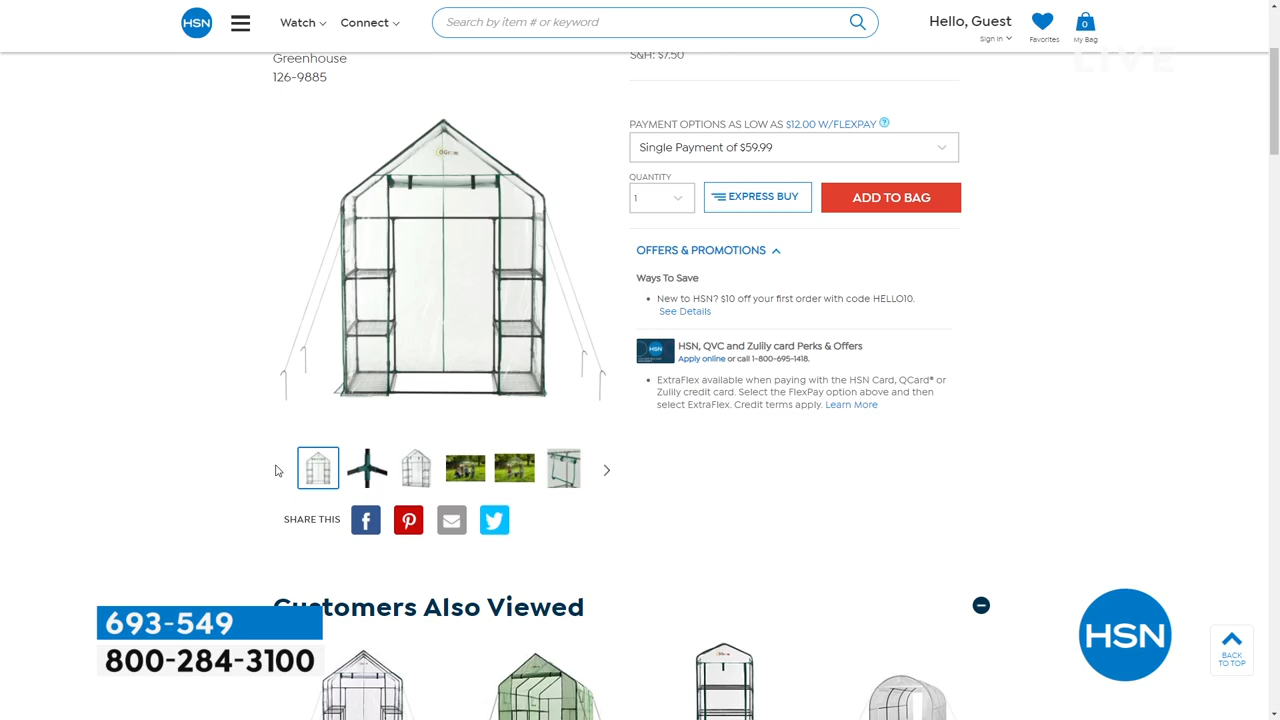 HSN
Watch
Connect
Search by item # or keyword
Hello, Guest
Sign In
Favorites
0
My Bag
LIVE
Greenhouse
126-9885
S&H: $7.50
PAYMENT OPTIONS AS LOW AS $12.00 W/FLEXPAY ?
Single Payment of $59.99
QUANTITY
1
EXPRESS BUY
ADD TO BAG
OFFERS & PROMOTIONS
Ways To Save
• New to HSN? $10 off your first order with code HELLO10.
See Details
HSN
HSN, QVC and Zulily card Perks & Offers
Apply online or call 1-800-695-1418.
• ExtraFlex available when paying with the HSN Card, QCard® or
Zulily credit card. Select the FlexPay option above and then
select ExtraFlex. Credit terms apply. Learn More
OGrow
SHARE THIS
Customers Also Viewed
693-549
800-284-3100
HSN
BACK
TO TOP